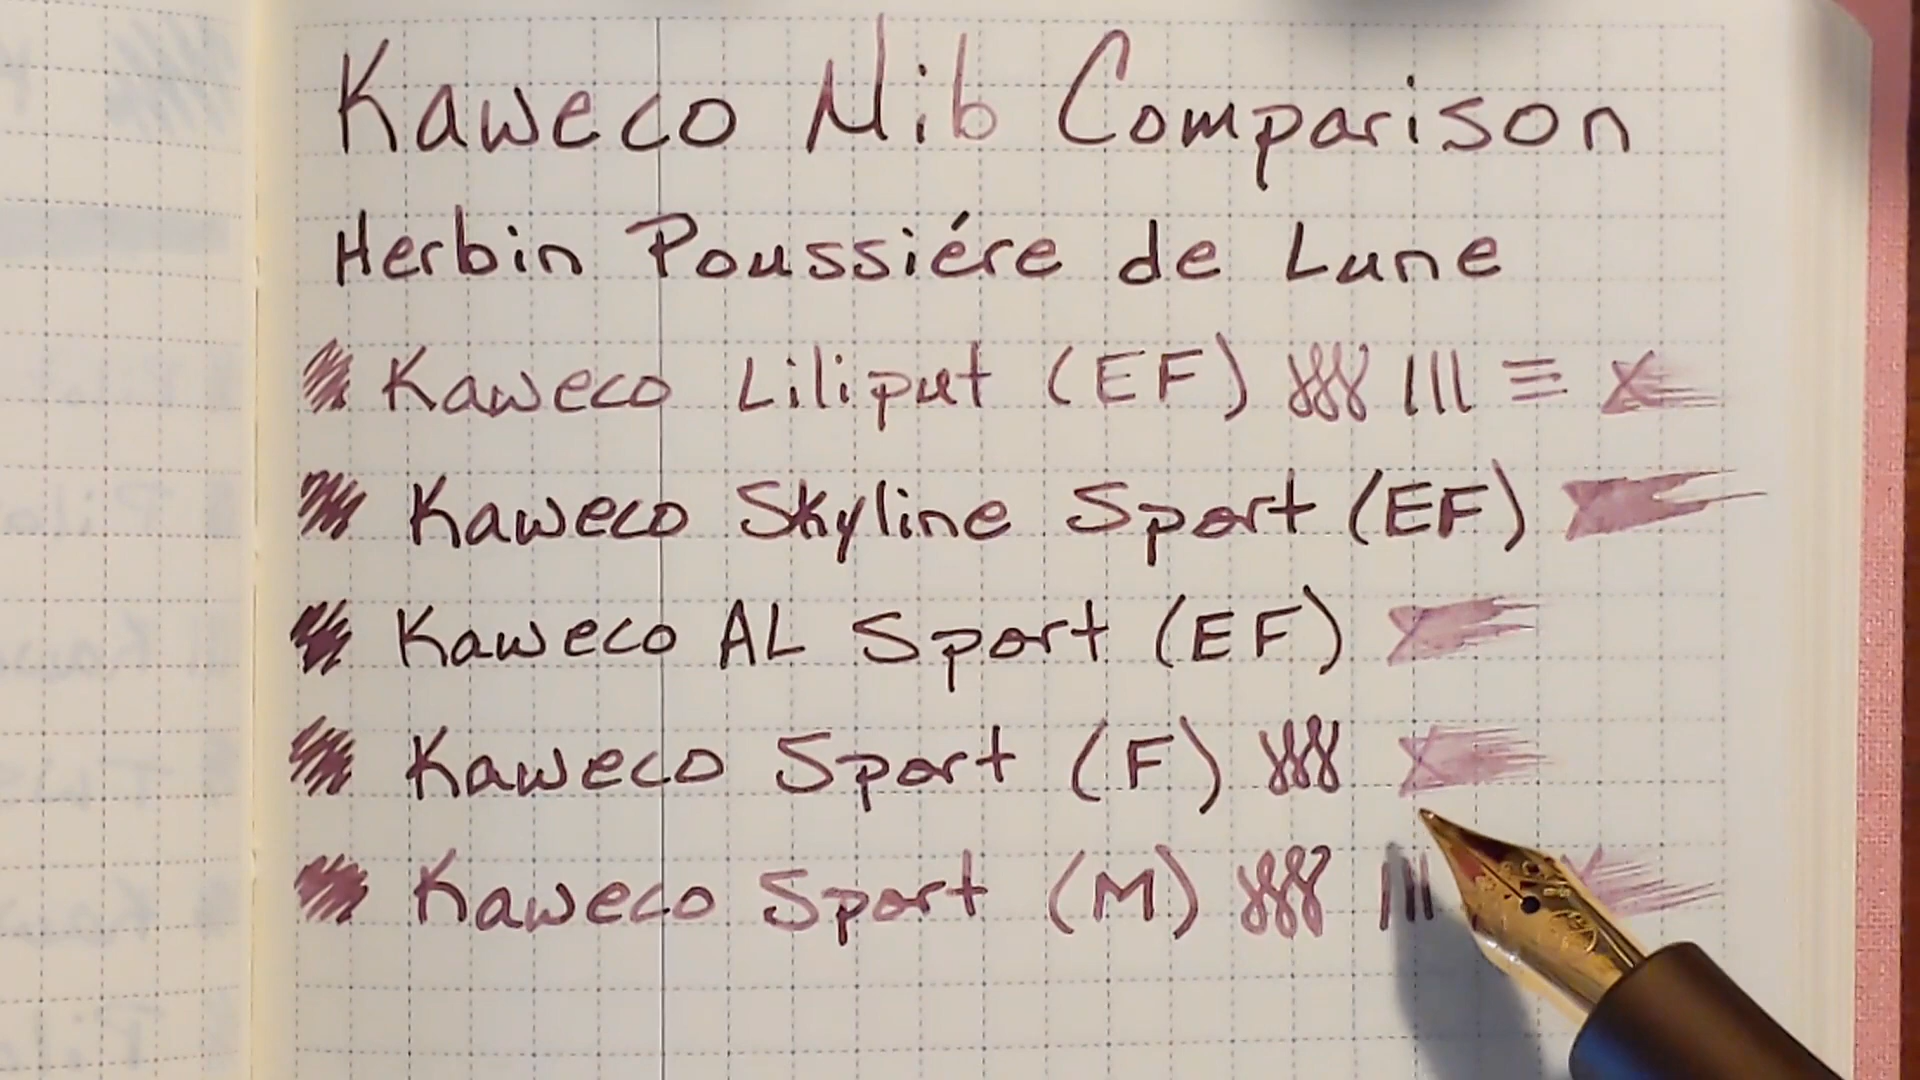 Kaweco Nib Comparison
Herbin Poussiére de Lune
Kaweco Liliput (EF)
Kaweco Skyline Sport (EF)
Kaweco AL Sport (EF)
Kaweco Sport (F)
Kaweco Sport (M)